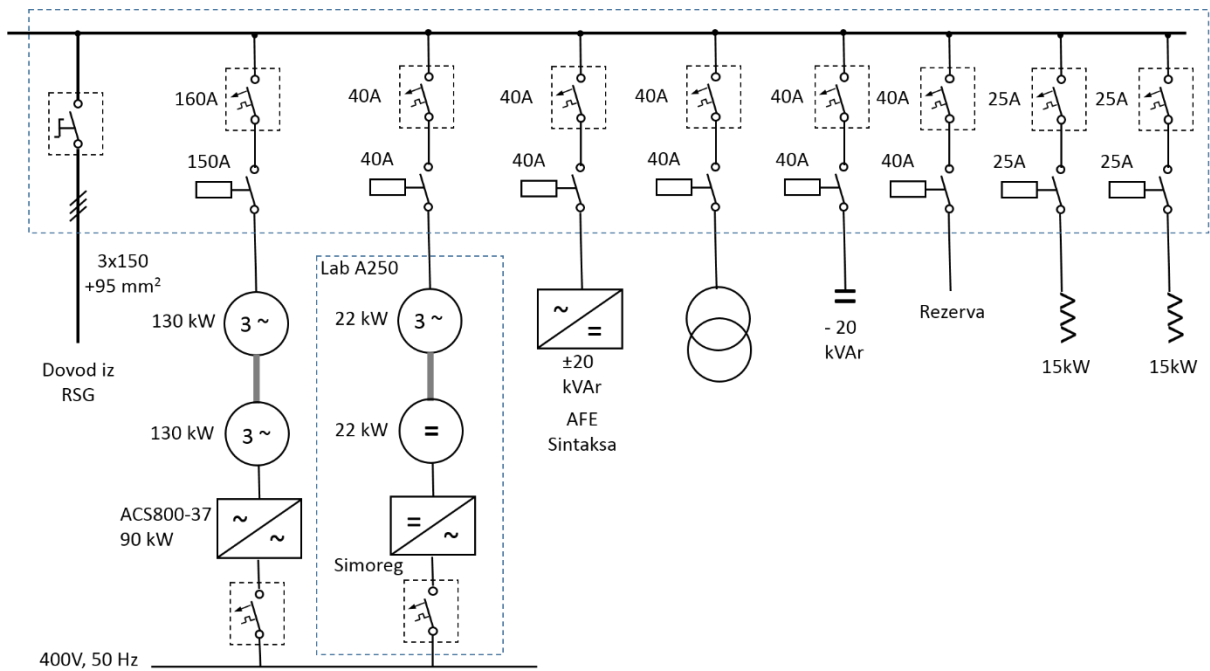 160A
40A
40A
40A
40A
40A
25A
25A
150A
40A
40A
40A
40A
40A
25A
25A
3x150
+95 mm²
Dovod iz
RSG
Lab A250
130 kW
3 ~
22 kW
3 ~
~
=
±20
kVAr
AFE
Sintaksa
- 20
kVAr
Rezerva
15kW
15kW
130 kW
3 ~
22 kW
=
ACS800-37
90 kW
~
~
=
~
Simoreg
400V, 50 Hz